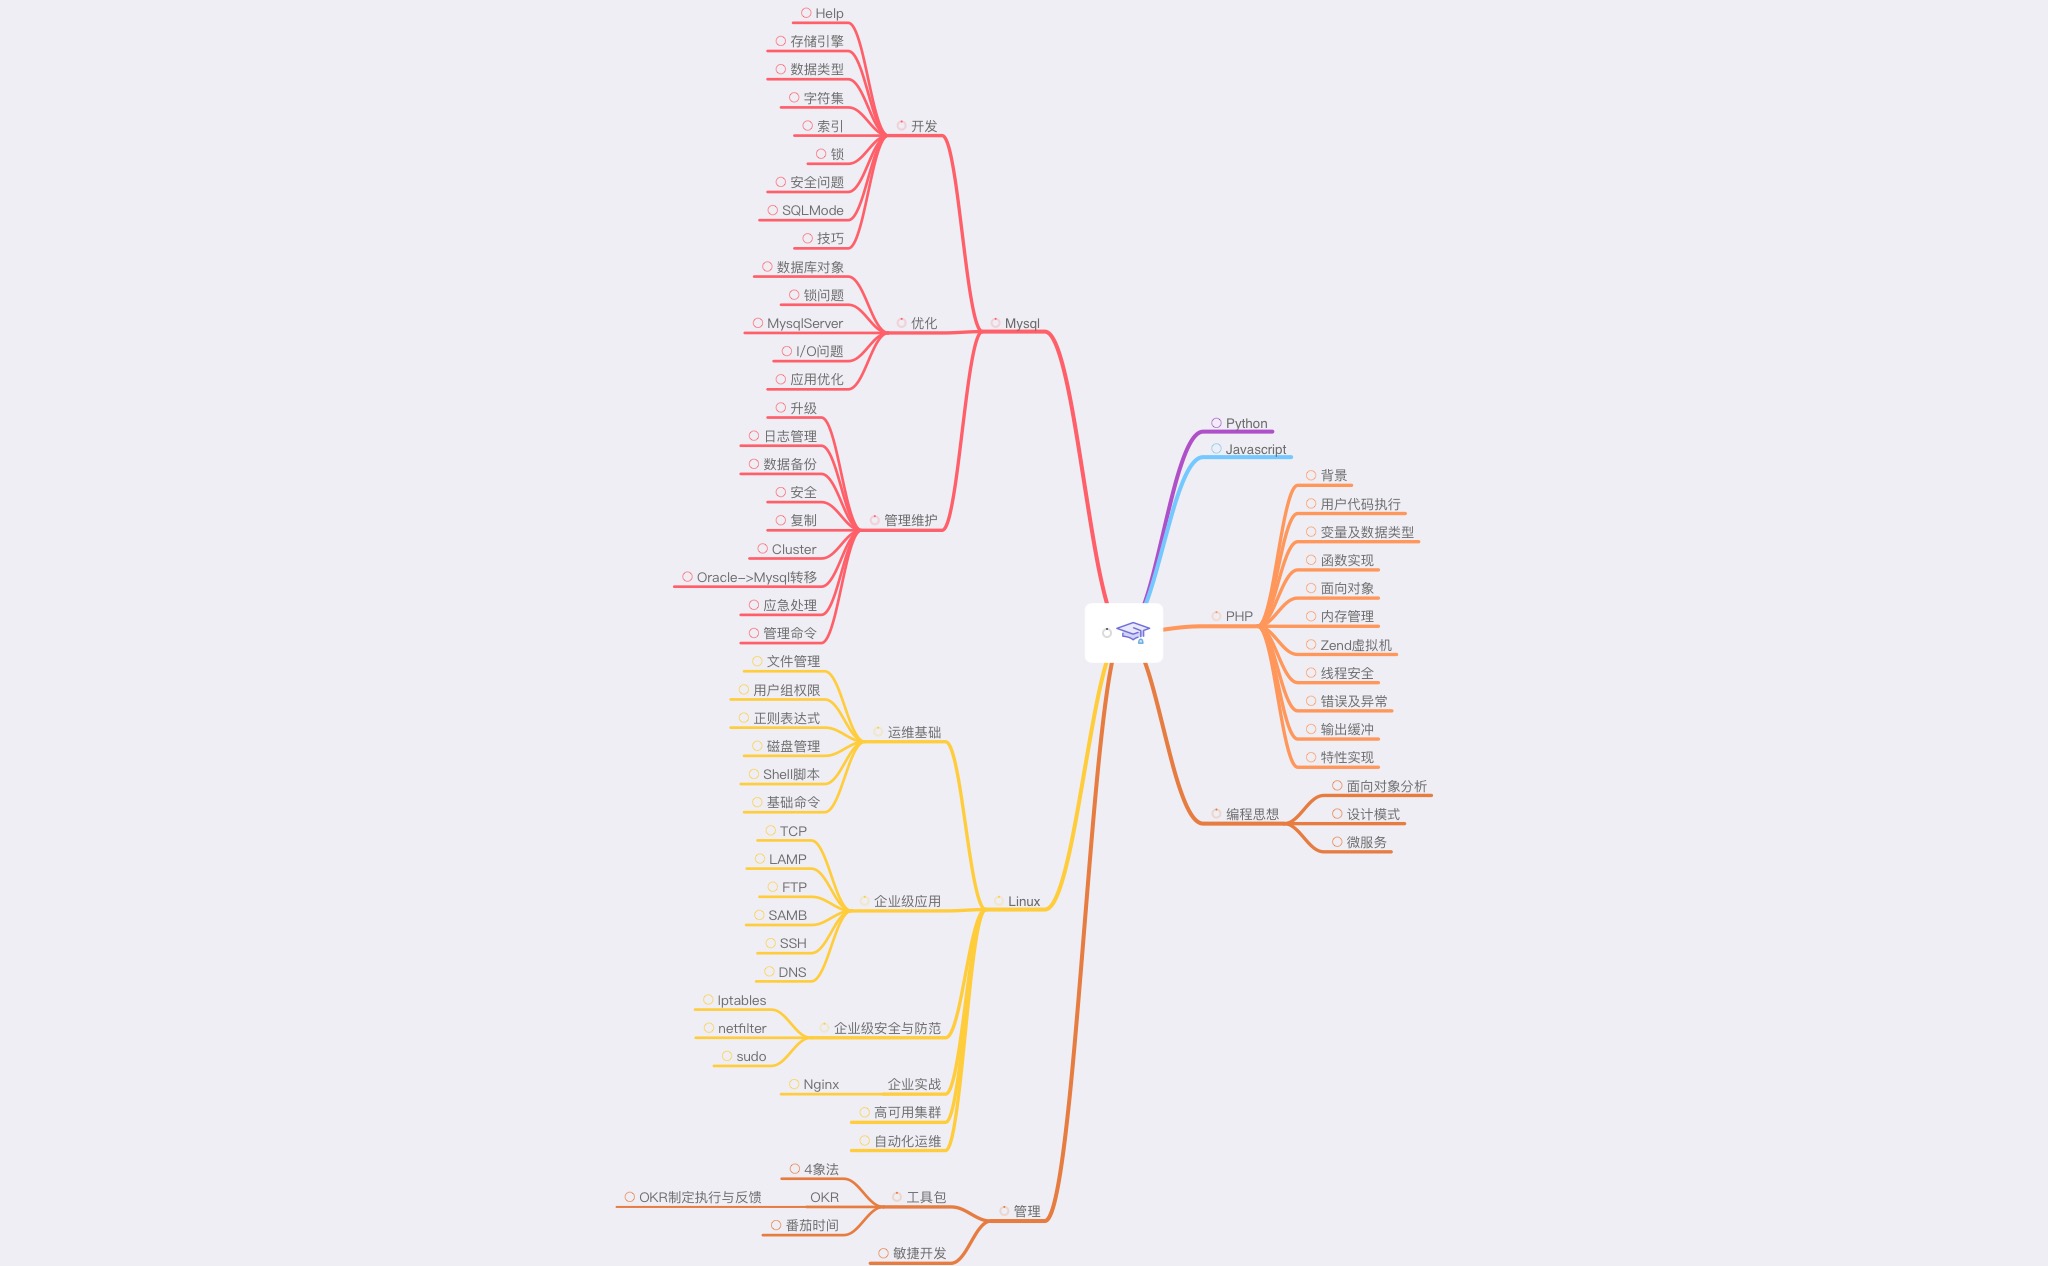 Help
存储引擎
数据类型
字符集
索引
锁
安全问题
SQLMode
技巧
开发
数据库对象
锁问题
MysqlServer
I/O问题
应用优化
优化
Mysql
升级
日志管理
数据备份
安全
复制
Cluster
Oracle->Mysql转移
应急处理
管理命令
管理维护
文件管理
用户组权限
正则表达式
磁盘管理
Shell脚本
基础命令
运维基础
TCP
LAMP
FTP
SAMB
SSH
DNS
企业级应用
Linux
Iptables
netfilter
sudo
企业级安全与防范
Nginx
企业实战
高可用集群
自动化运维
4象法
OKR制定执行与反馈
OKR
番茄时间
工具包
管理
敏捷开发
Python
Javascript
PHP
背景
用户代码执行
变量及数据类型
函数实现
面向对象
内存管理
Zend虚拟机
线程安全
错误及异常
输出缓冲
特性实现
编程思想
面向对象分析
设计模式
微服务